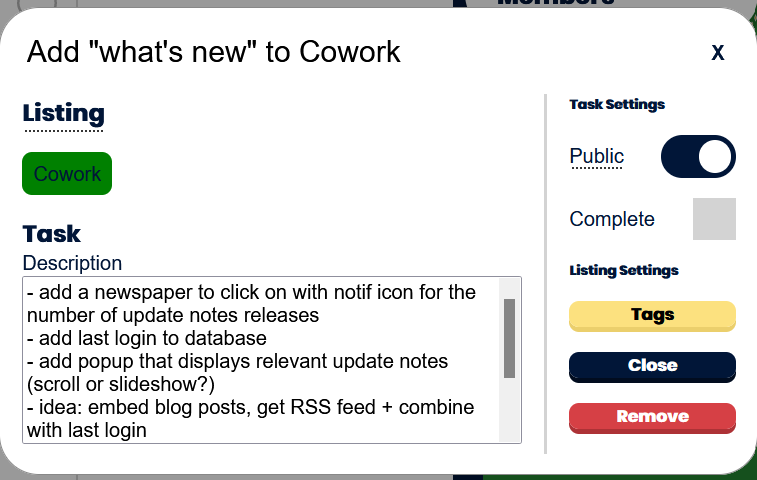 Members
Add "what's new" to Cowork
X
Listing
Cowork
Task
Description
- add a newspaper to click on with notif icon for the
number of update notes releases
- add last login to database
- add popup that displays relevant update notes
(scroll or slideshow?)
- idea: embed blog posts, get RSS feed + combine
with last login
Task Settings
Public
Complete
Listing Settings
Tags
Close
Remove